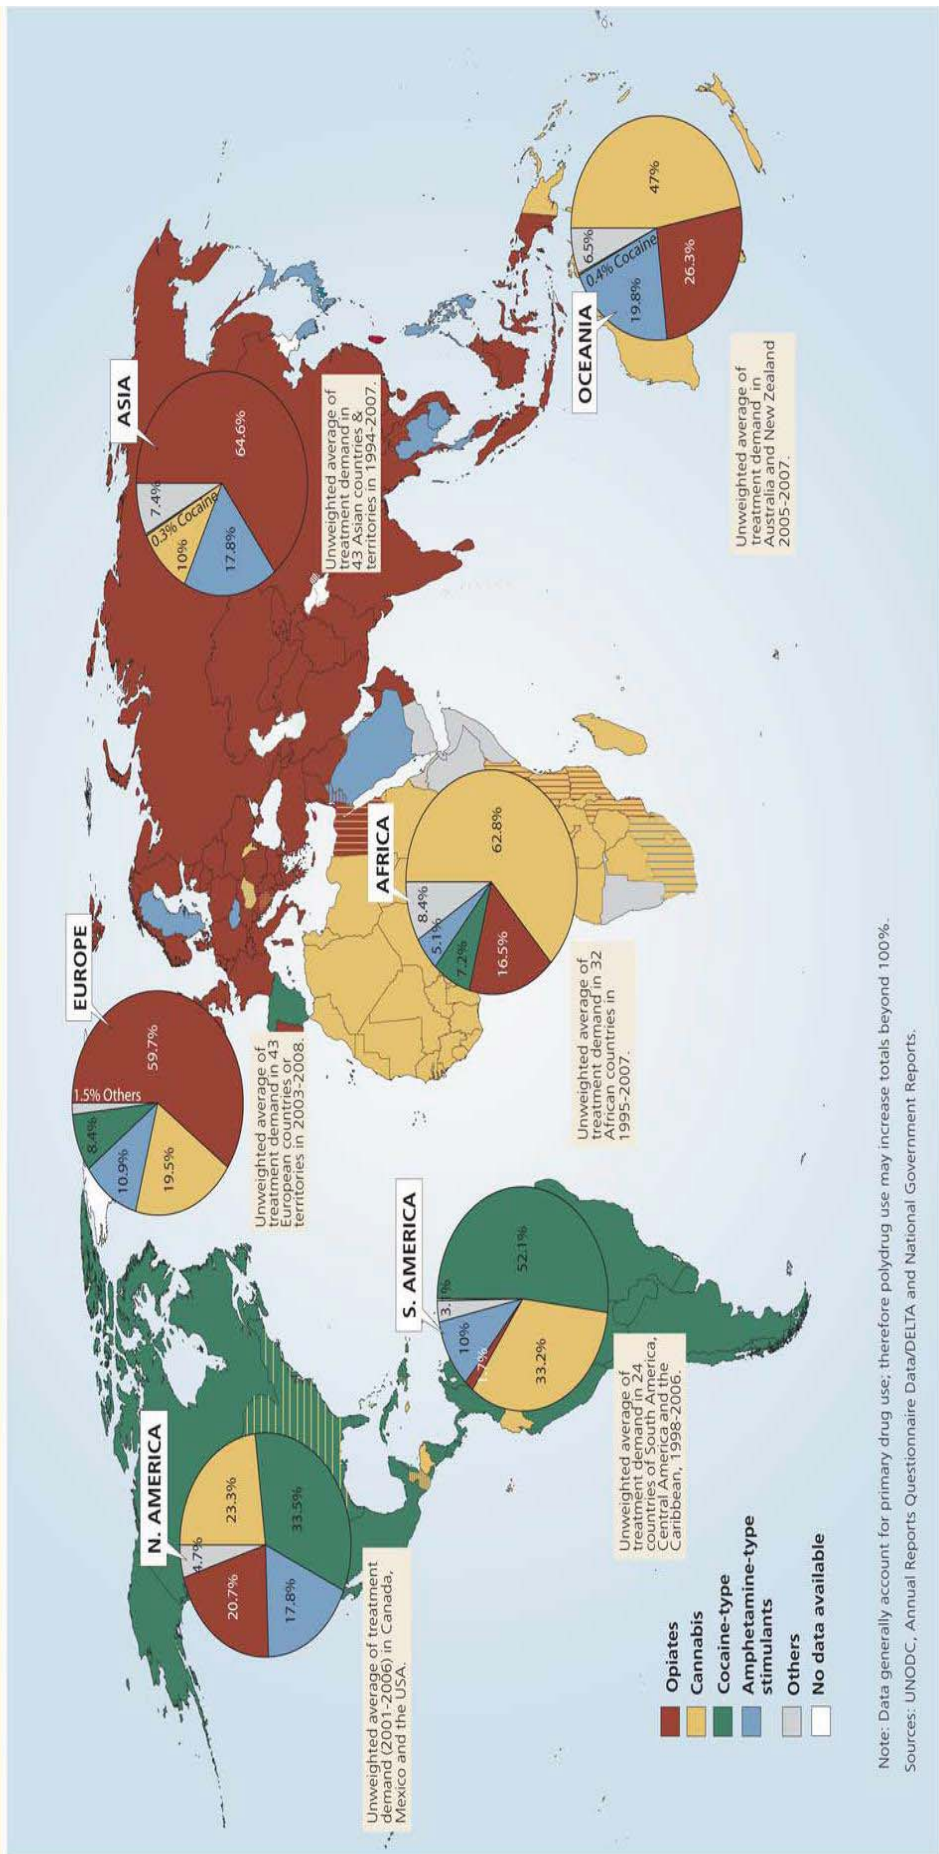 N. AMERICA
4.7%
23.3%
20.7%
33.5%
17.8%
Unweighted average of treatment
demand (2001-2006) in Canada,
Mexico and the USA.
EUROPE
1.5% Others
8.4%
59.7%
10.9%
19.5%
Unweighted average of
treatment demand in 43
European countries or
territories in 2003-2008.
ASIA
7.4%
0.3% Cocaine
10%
64.6%
17.8%
Unweighted average of
treatment demand in
43 Asian countries &
territories in 1994-2007.
S. AMERICA
10%
52.1%
33.2%
Unweighted average of
treatment demand in 24
countries of South America,
Central America and the
Caribbean, 1998-2006.
AFRICA
8.4%
5.1%
7.2%
62.8%
16.5%
Unweighted average of
treatment demand in 32
African countries in
1995-2007.
OCEANIA
6.5%
0.4% Cocaine
47%
19.8%
26.3%
Unweighted average of
treatment demand in
Australia and New Zealand
2005-2007.
Opiates
Cannabis
Cocaine-type
Amphetamine-type
stimulants
Others
No data available
Note: Data generally account for primary drug use; therefore polydrug use may increase totals beyond 100%.
Sources: UNODC, Annual Reports Questionnaire Data/DELTA and National Government Reports.